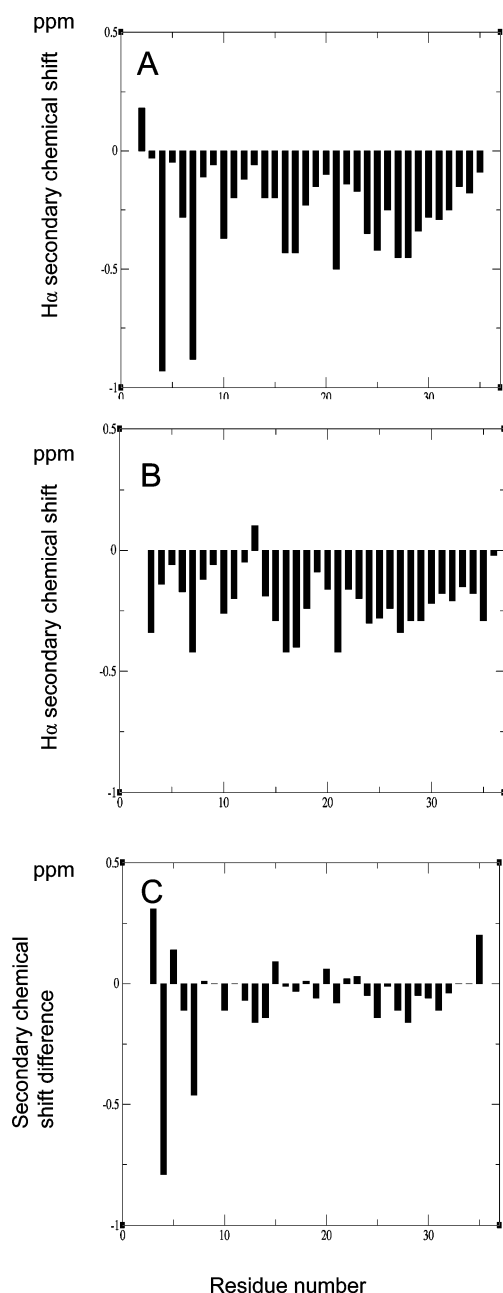 ppm
A
Hα secondary chemical shift
0.5
0
-0.5
-1
0
10
20
30
ppm
B
Hα secondary chemical shift
0.5
0
-0.5
-1
0
10
20
30
ppm
C
Secondary chemical
shift difference
0.5
0
-0.5
-1
0
10
20
30
Residue number